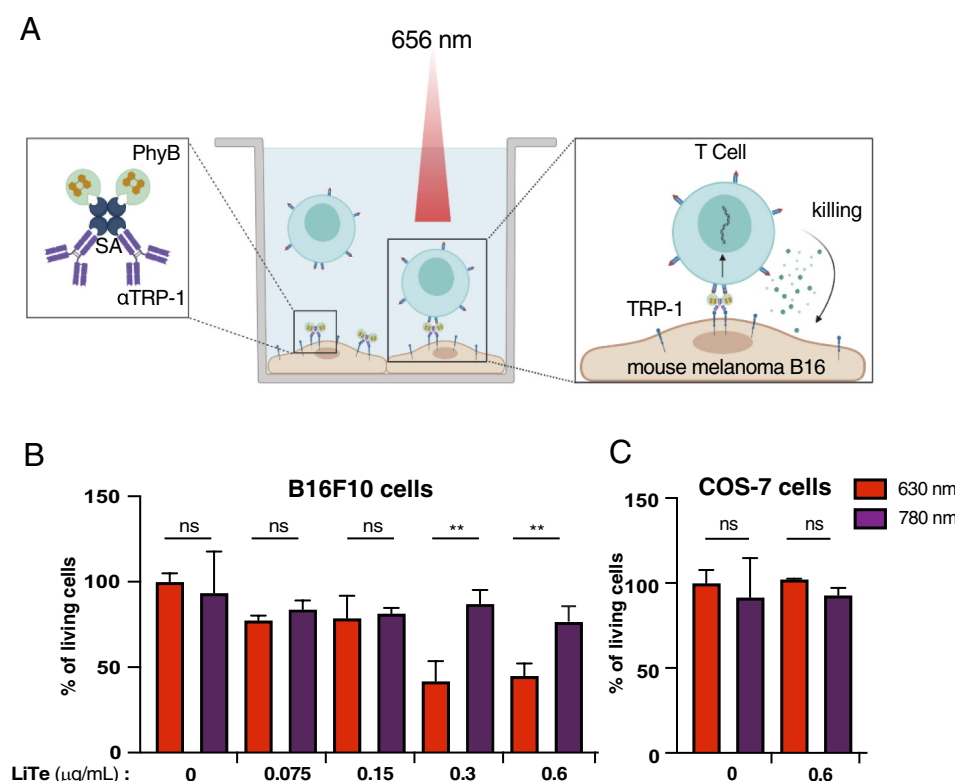 A
656 nm
PhyB
SA
αTRP-1
T Cell
killing
TRP-1
mouse melanoma B16
B
B16F10 cells
% of living cells
150
100
50
0
ns
ns
ns
**
**
LiTe (μg/mL) :
0
0.075
0.15
0.3
0.6
C
COS-7 cells
630 nm
780 nm
% of living cells
150
100
50
0
ns
ns
0
0.6